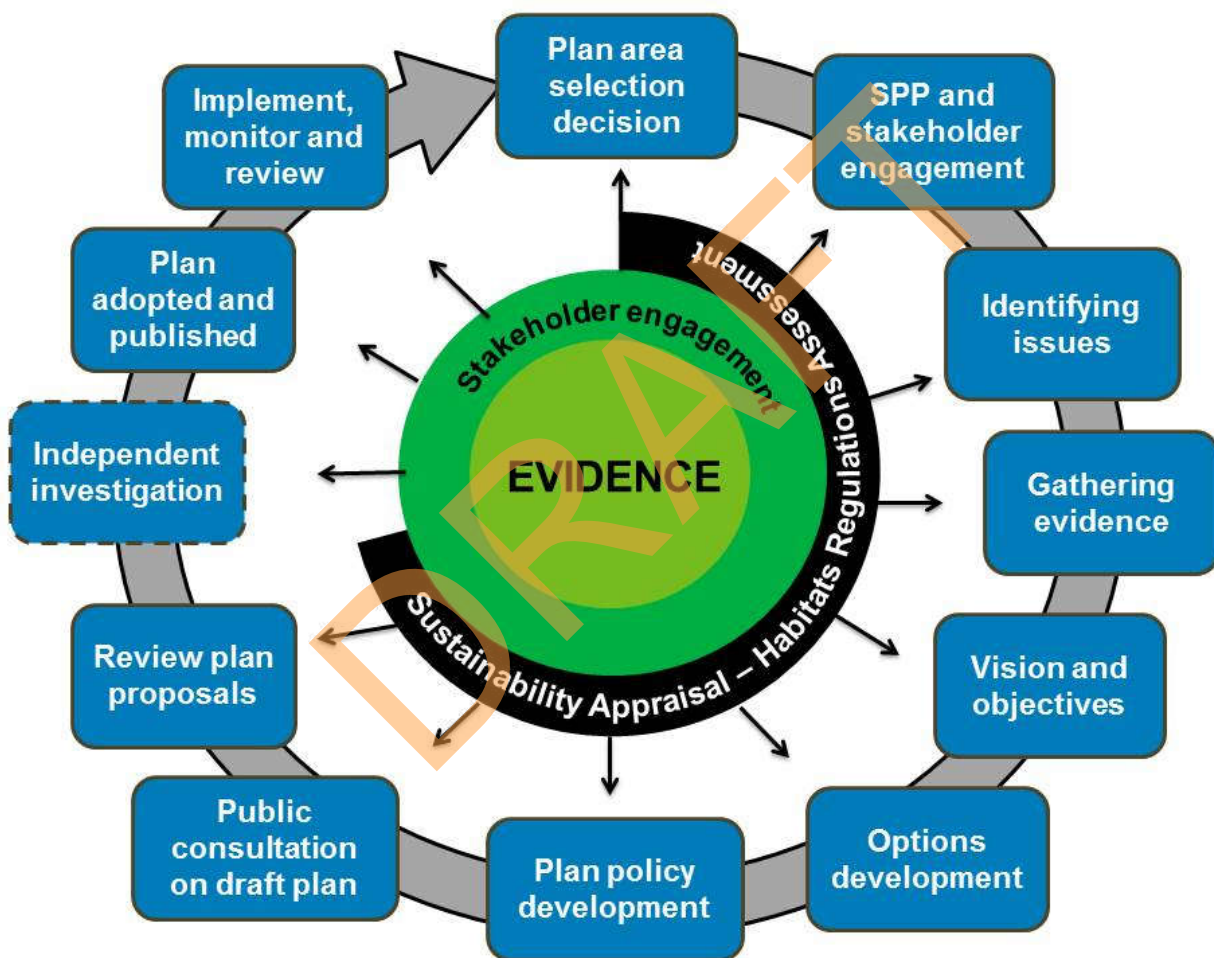 Plan area
selection
decision
SPP and
stakeholder
engagement
Identifying
issues
Gathering
evidence
Vision and
objectives
Options
development
Plan policy
development
Public
consultation
on draft plan
Review plan
proposals
Independent
investigation
Plan
adopted and
published
Implement,
monitor and
review
Stakeholder engagement
EVIDENCE
Sustainability Appraisal – Habitats Regulations Assessment
DRAFT